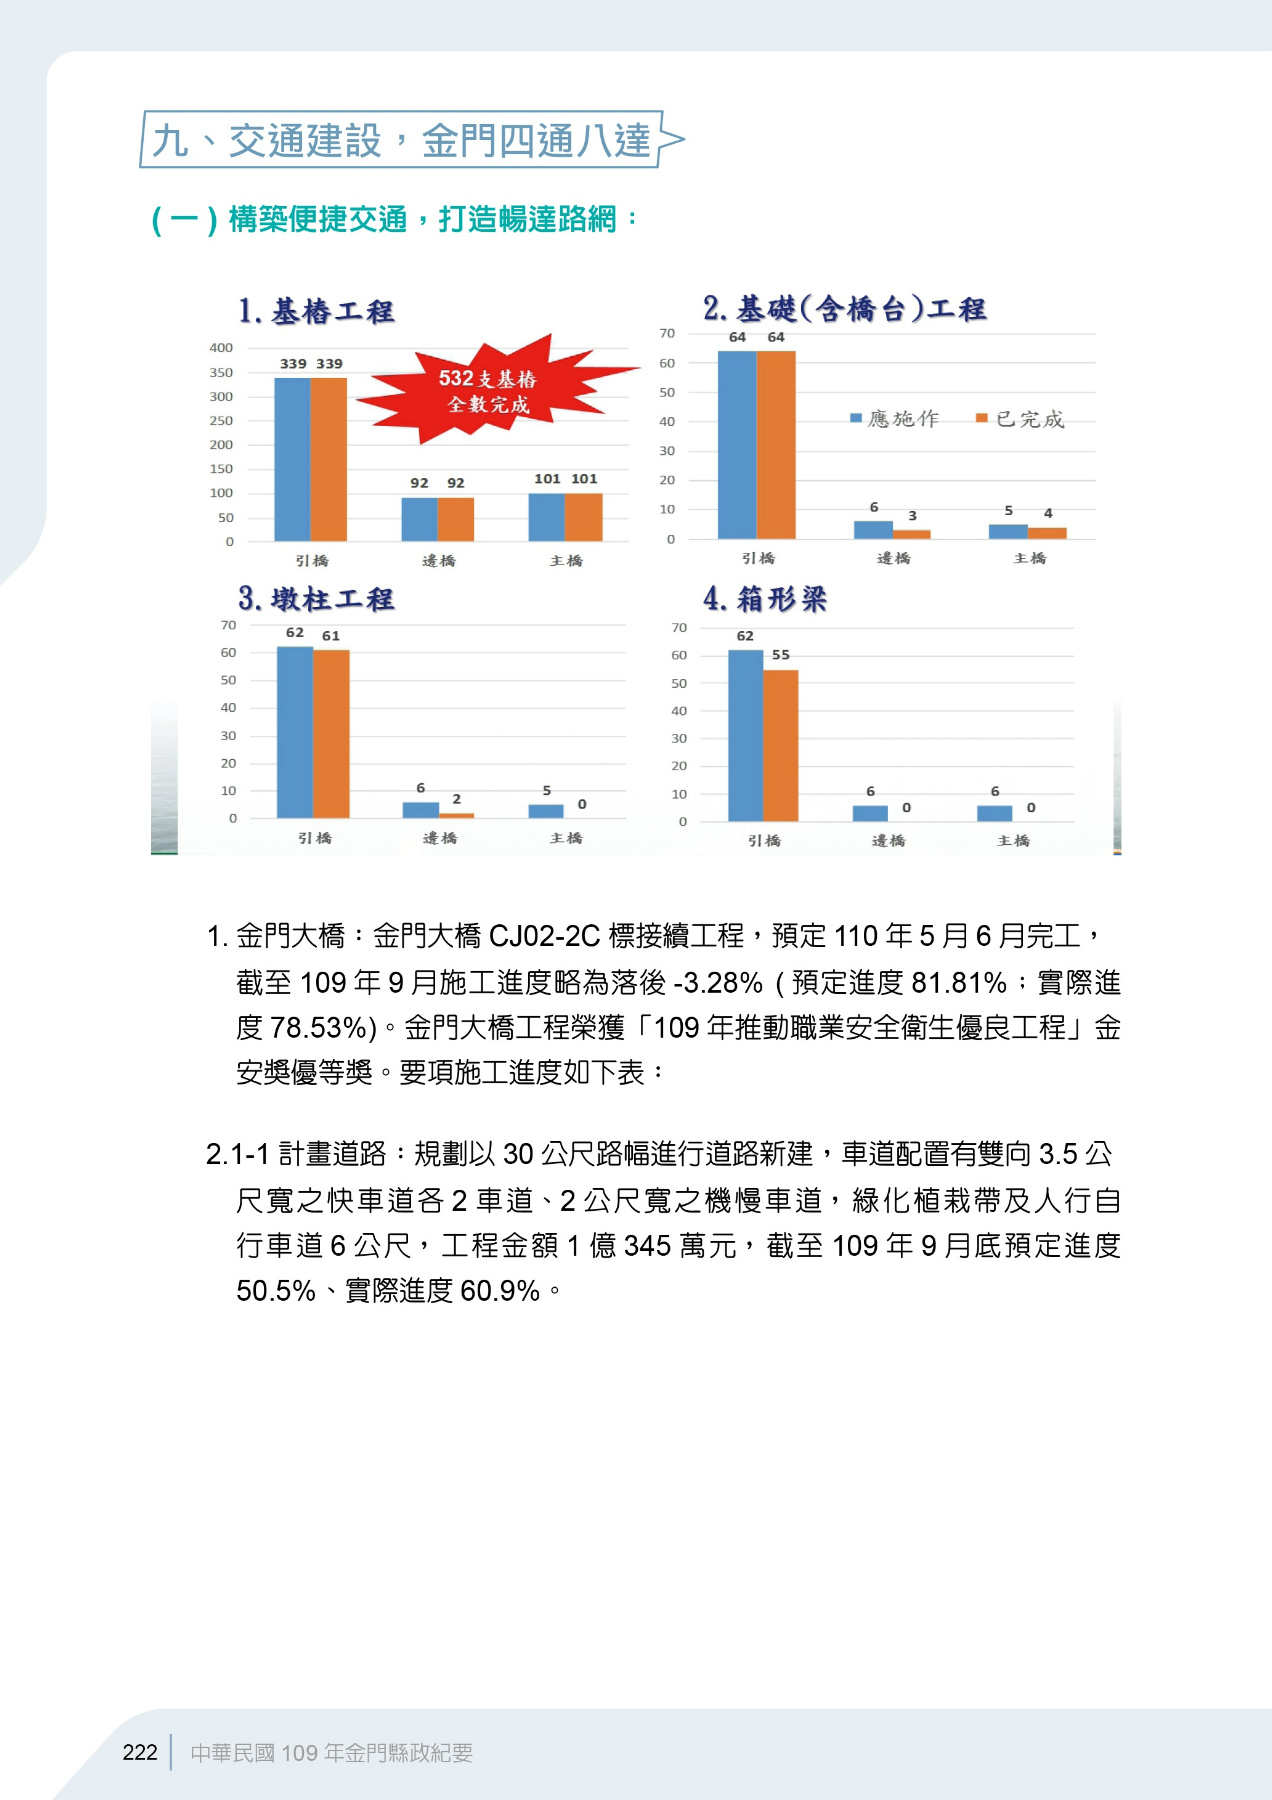 九、交通建設，金門四通八達
(一) 構築便捷交通，打造暢達路網：
1. 基樁工程
400
350
300
250
200
150
100
50
0
339 339
92 92
101 101
532支基樁
全數完成
引橋 邊橋 主橋
2. 基礎(含橋台)工程
70
60
50
40
30
20
10
0
64 64
6 3
5 4
應施作 已完成
引橋 邊橋 主橋
3. 墩柱工程
70
60
50
40
30
20
10
0
62 61
6 2
5 0
引橋 邊橋 主橋
4. 箱形梁
70
60
50
40
30
20
10
0
62 55
6 0
6 0
引橋 邊橋 主橋
1. 金門大橋：金門大橋 CJ02-2C 標接續工程，預定 110 年 5 月 6 月完工，
截至 109 年 9 月施工進度略為落後 -3.28% ( 預定進度 81.81%；實際進
度 78.53%)。金門大橋工程榮獲「109 年推動職業安全衛生優良工程」金
安獎優等獎。要項施工進度如下表：
2.1-1 計畫道路：規劃以 30 公尺路幅進行道路新建，車道配置有雙向 3.5 公
尺寬之快車道各 2 車道、2 公尺寬之機慢車道，綠化植栽帶及人行自
行車道 6 公尺，工程金額 1 億 345 萬元，截至 109 年 9 月底預定進度
50.5%、實際進度 60.9%。
222 中華民國 109 年金門縣政紀要